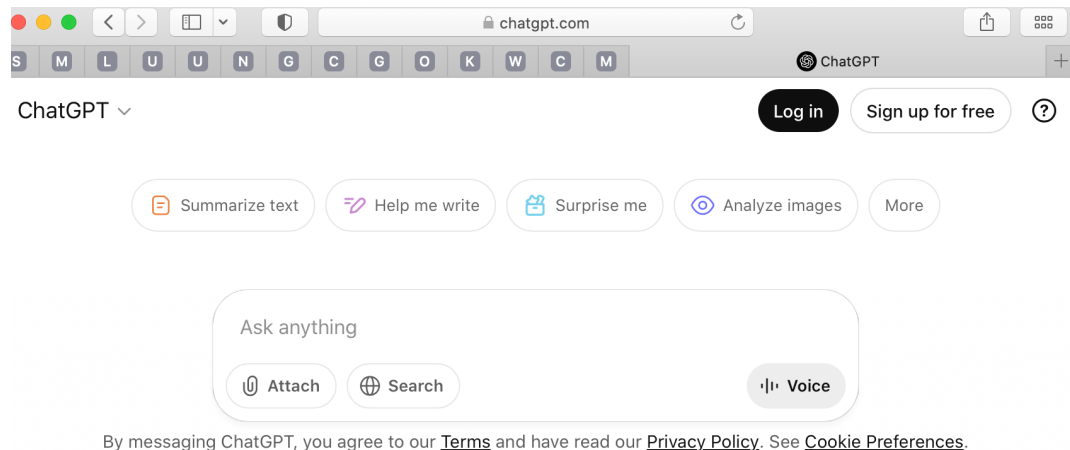 chatgpt.com
S M L U U N G C G O K W C M ChatGPT
ChatGPT Log in Sign up for free ?
Summarize text Help me write Surprise me Analyze images More
Ask anything
Attach Search Voice
By messaging ChatGPT, you agree to our Terms and have read our Privacy Policy. See Cookie Preferences.